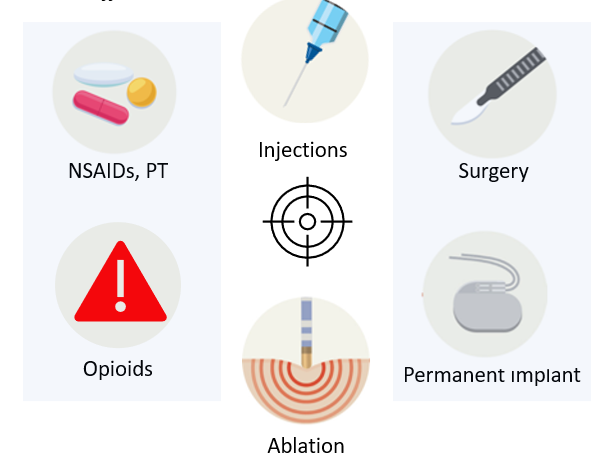 Injections
NSAIDs, PT
Surgery
Opioids
Permanent implant
Ablation